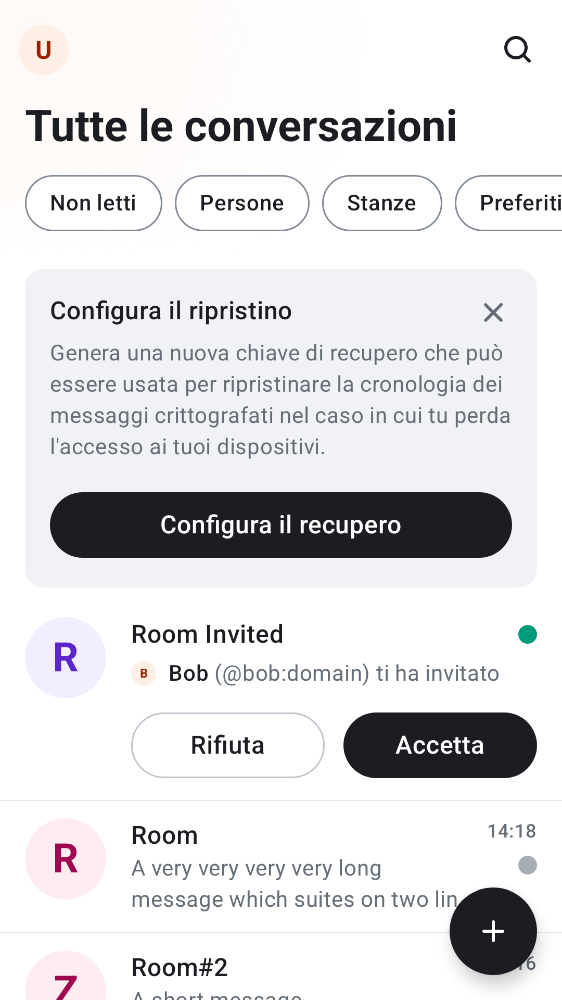 U
Tutte le conversazioni
Non letti
Persone
Stanze
Preferiti
Configura il ripristino
Genera una nuova chiave di recupero che può
essere usata per ripristinare la cronologia dei
messaggi crittografati nel caso in cui tu perda
l'accesso ai tuoi dispositivi.
Configura il recupero
R
Room Invited
B Bob (@bob:domain) ti ha invitato
Rifiuta
Accetta
R
Room
14:18
A very very very very long
message which suites on two lin
Z
Room#2
16
A short message